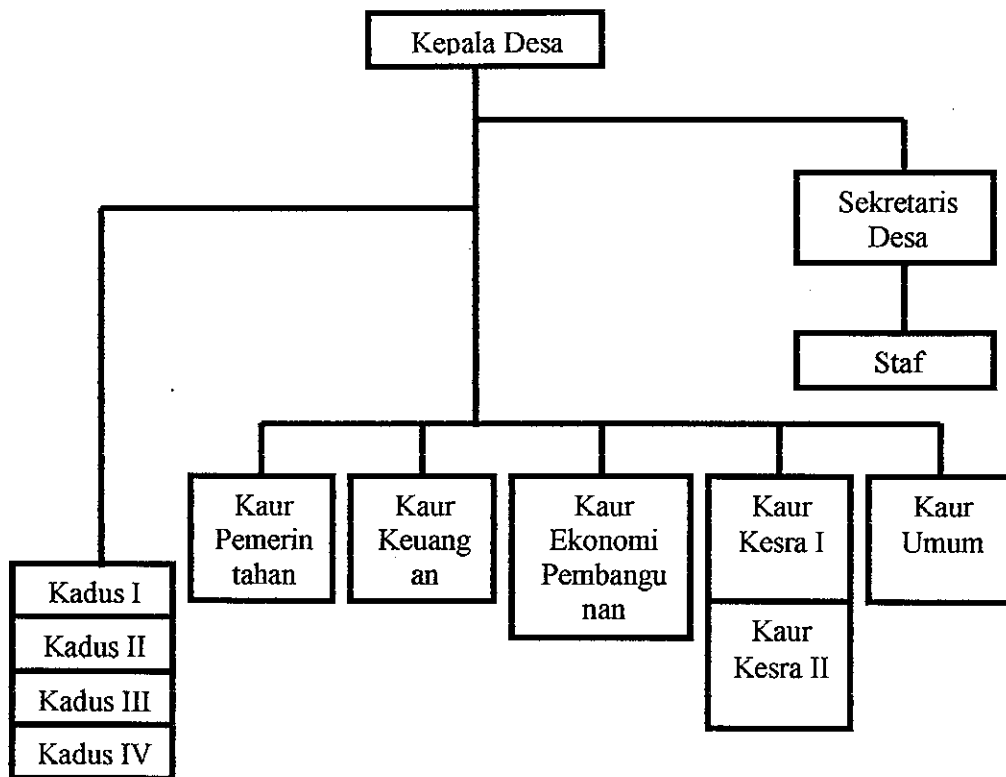 Kepala Desa
Sekretaris
Desa
Staf
Kaur
Pemerin
tahan
Kaur
Keuang
an
Kaur
Ekonomi
Pembangu
nan
Kaur
Kesra I
Kaur
Kesra II
Kaur
Umum
Kadus I
Kadus II
Kadus III
Kadus IV